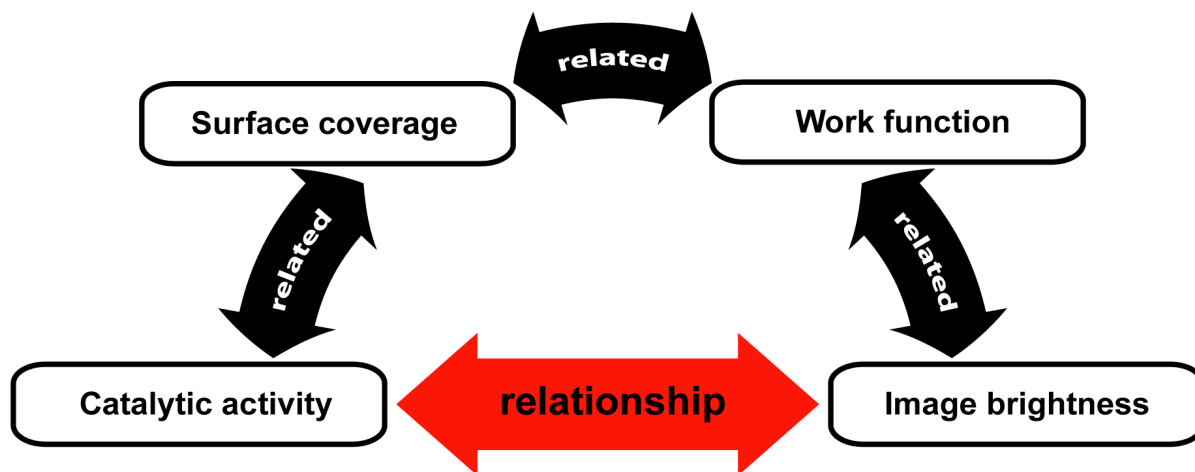 related
Surface coverage
Work function
related
related
Catalytic activity
relationship
Image brightness